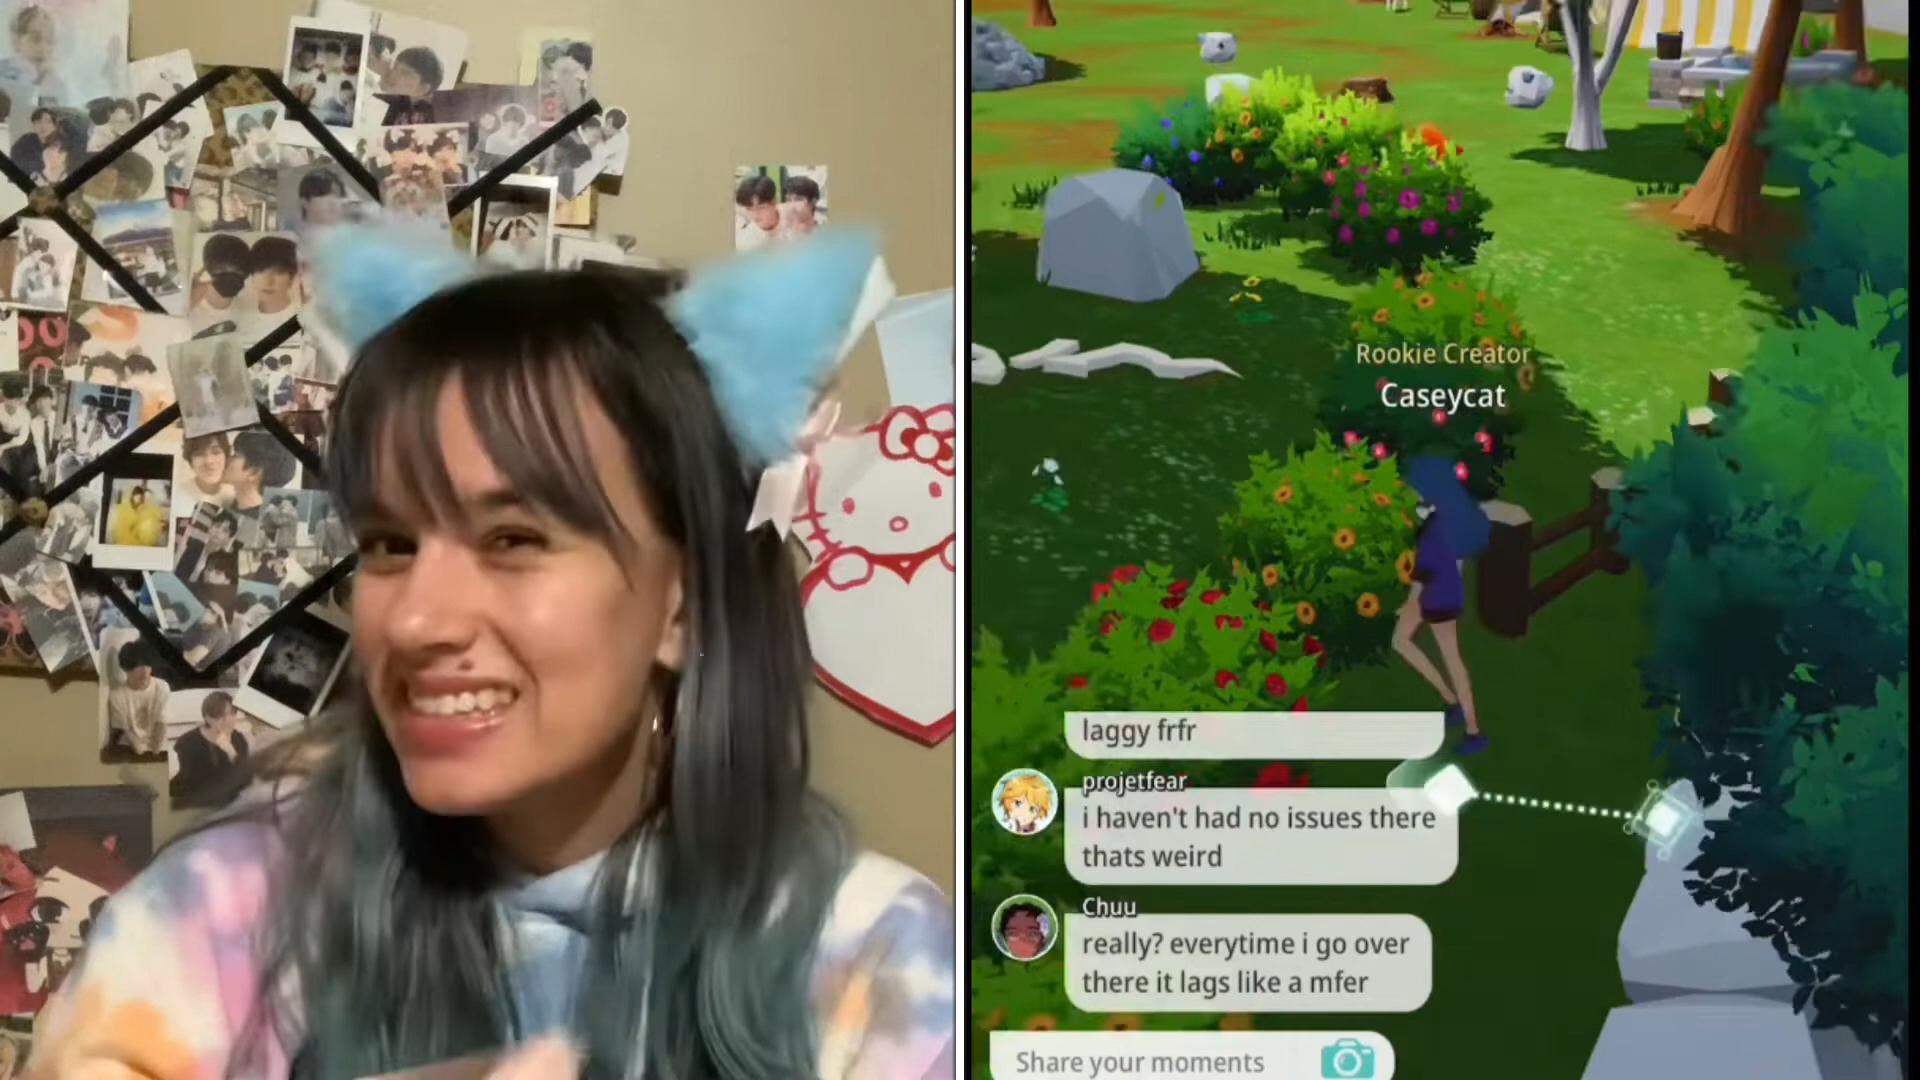 Rookie Creator
Caseycat
laggy frfr
projetfear
i haven't had no issues there
thats weird
Chuu
really? everytime i go over
there it lags like a mfer
Share your moments